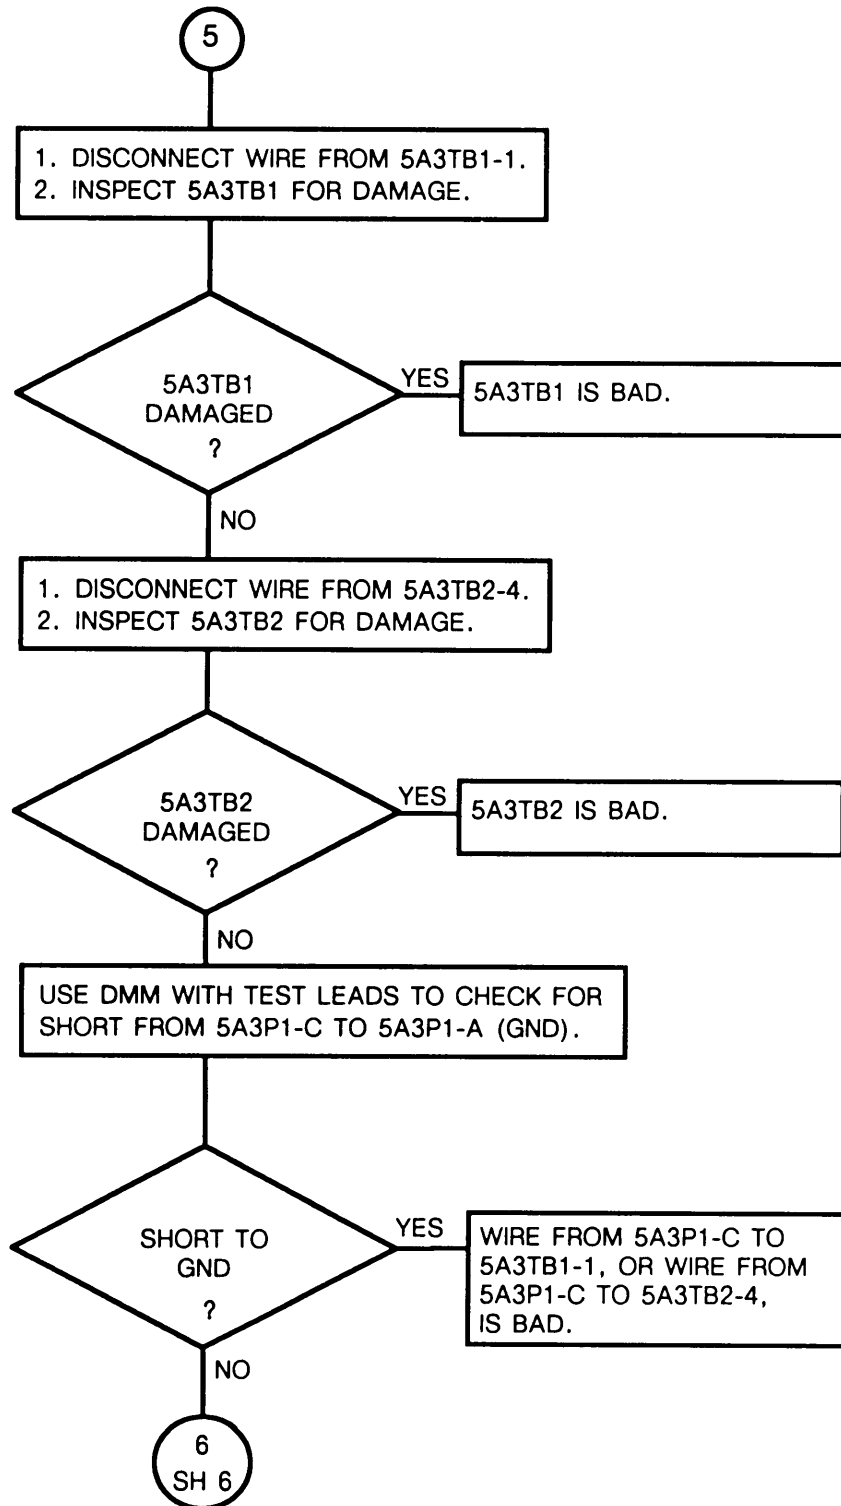 5
1. DISCONNECT WIRE FROM 5A3TB1-1.
2. INSPECT 5A3TB1 FOR DAMAGE.
5A3TB1
DAMAGED
?
YES
5A3TB1 IS BAD.
NO
1. DISCONNECT WIRE FROM 5A3TB2-4.
2. INSPECT 5A3TB2 FOR DAMAGE.
5A3TB2
DAMAGED
?
YES
5A3TB2 IS BAD.
NO
USE DMM WITH TEST LEADS TO CHECK FOR
SHORT FROM 5A3P1-C TO 5A3P1-A (GND).
SHORT TO
GND
?
YES
WIRE FROM 5A3P1-C TO
5A3TB1-1, OR WIRE FROM
5A3P1-C TO 5A3TB2-4,
IS BAD.
NO
6
SH 6